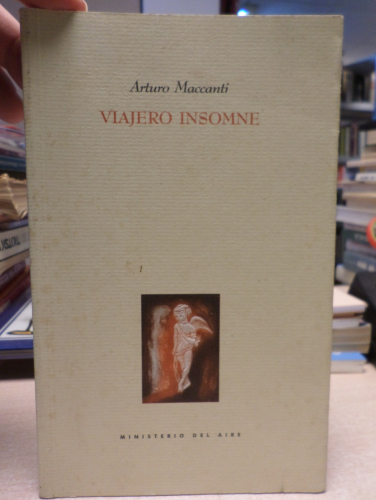 Arturo Maccanti
VIAJERO INSOMNE
MINISTERIO DEL AIRE